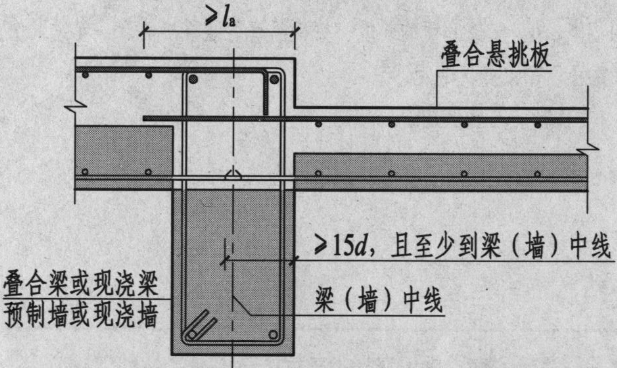 ≥la
叠合悬挑板
≥15d，且至少到梁（墙）中线
叠合梁或现浇梁
预制墙或现浇墙
梁（墙）中线